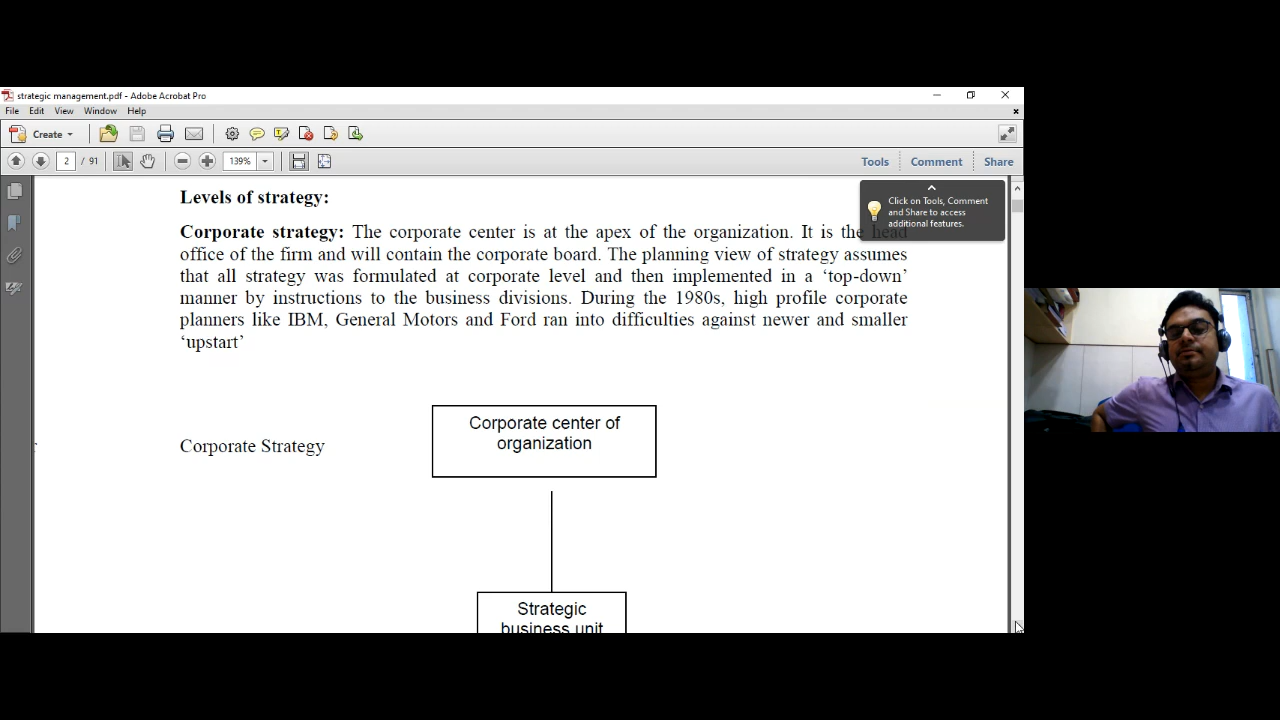 strategic management.pdf - Adobe Acrobat Pro
File Edit View Window Help
Create
2 / 91 139% Tools Comment Share
Click on Tools, Comment
and Share to access
additional features.
Levels of strategy:
Corporate strategy: The corporate center is at the apex of the organization. It is the head
office of the firm and will contain the corporate board. The planning view of strategy assumes
that all strategy was formulated at corporate level and then implemented in a ‘top-down’
manner by instructions to the business divisions. During the 1980s, high profile corporate
planners like IBM, General Motors and Ford ran into difficulties against newer and smaller
‘upstart’
Corporate center of
organization
Corporate Strategy
Strategic
business unit